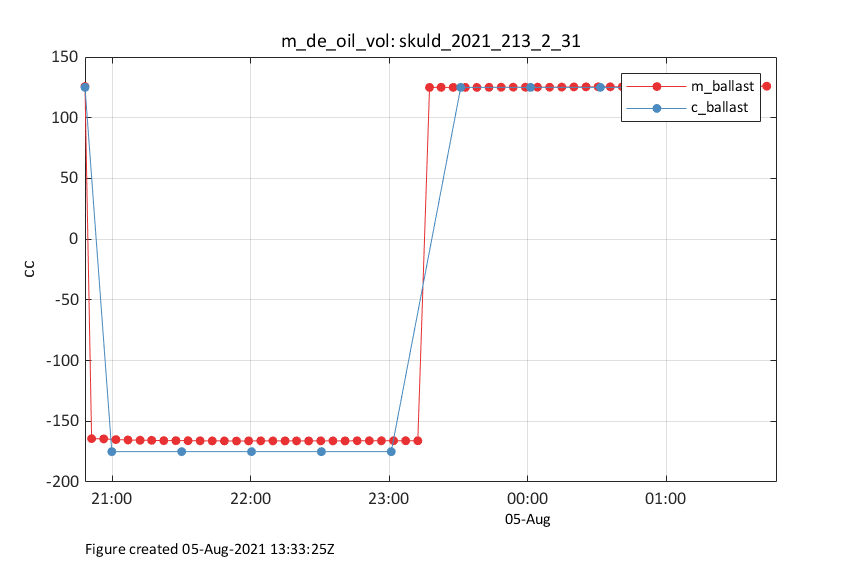 m_de_oil_vol: skuld_2021_213_2_31
150
100
50
0
-50
-100
-150
-200
cc
m_ballast
c_ballast
21:00 22:00 23:00 00:00 01:00
05-Aug
Figure created 05-Aug-2021 13:33:25Z